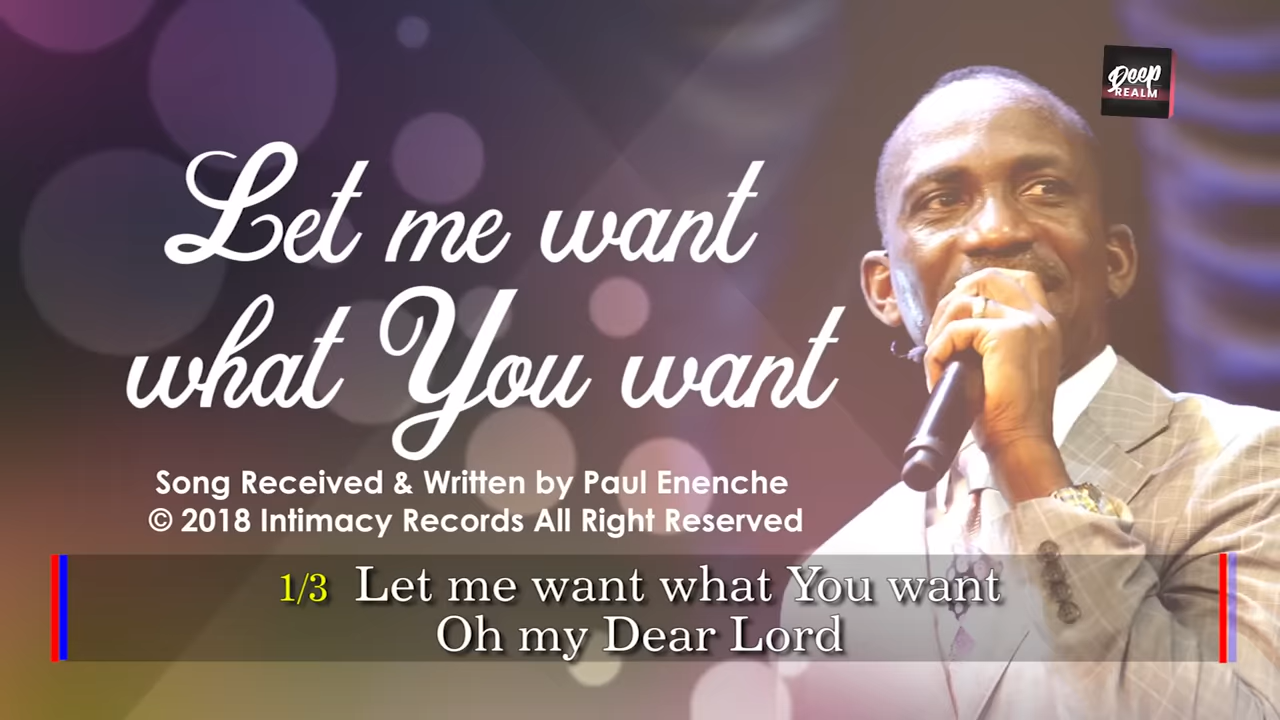 Deep
REALM
Let me want
what You want
Song Received & Written by Paul Enenche
© 2018 Intimacy Records All Right Reserved
1/3 Let me want what You want
Oh my Dear Lord